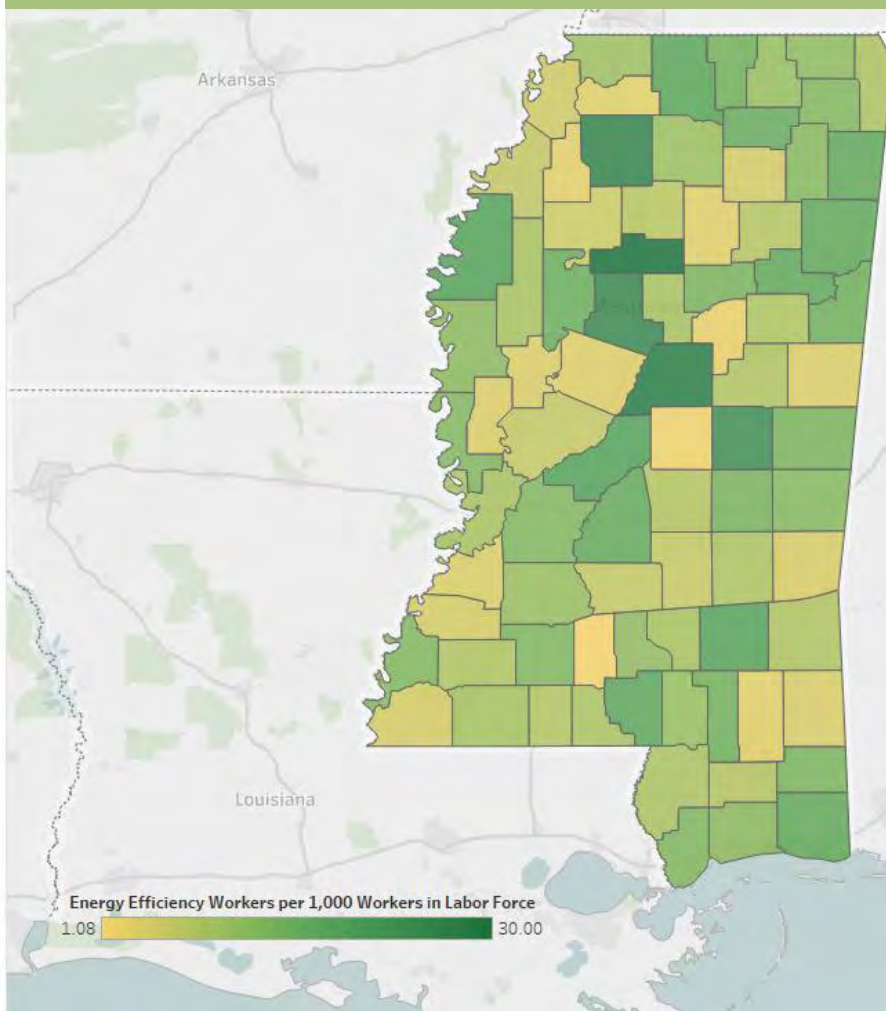 Arkansas
Louisiana
Energy Efficiency Workers per 1,000 Workers in Labor Force
1.08
30.00